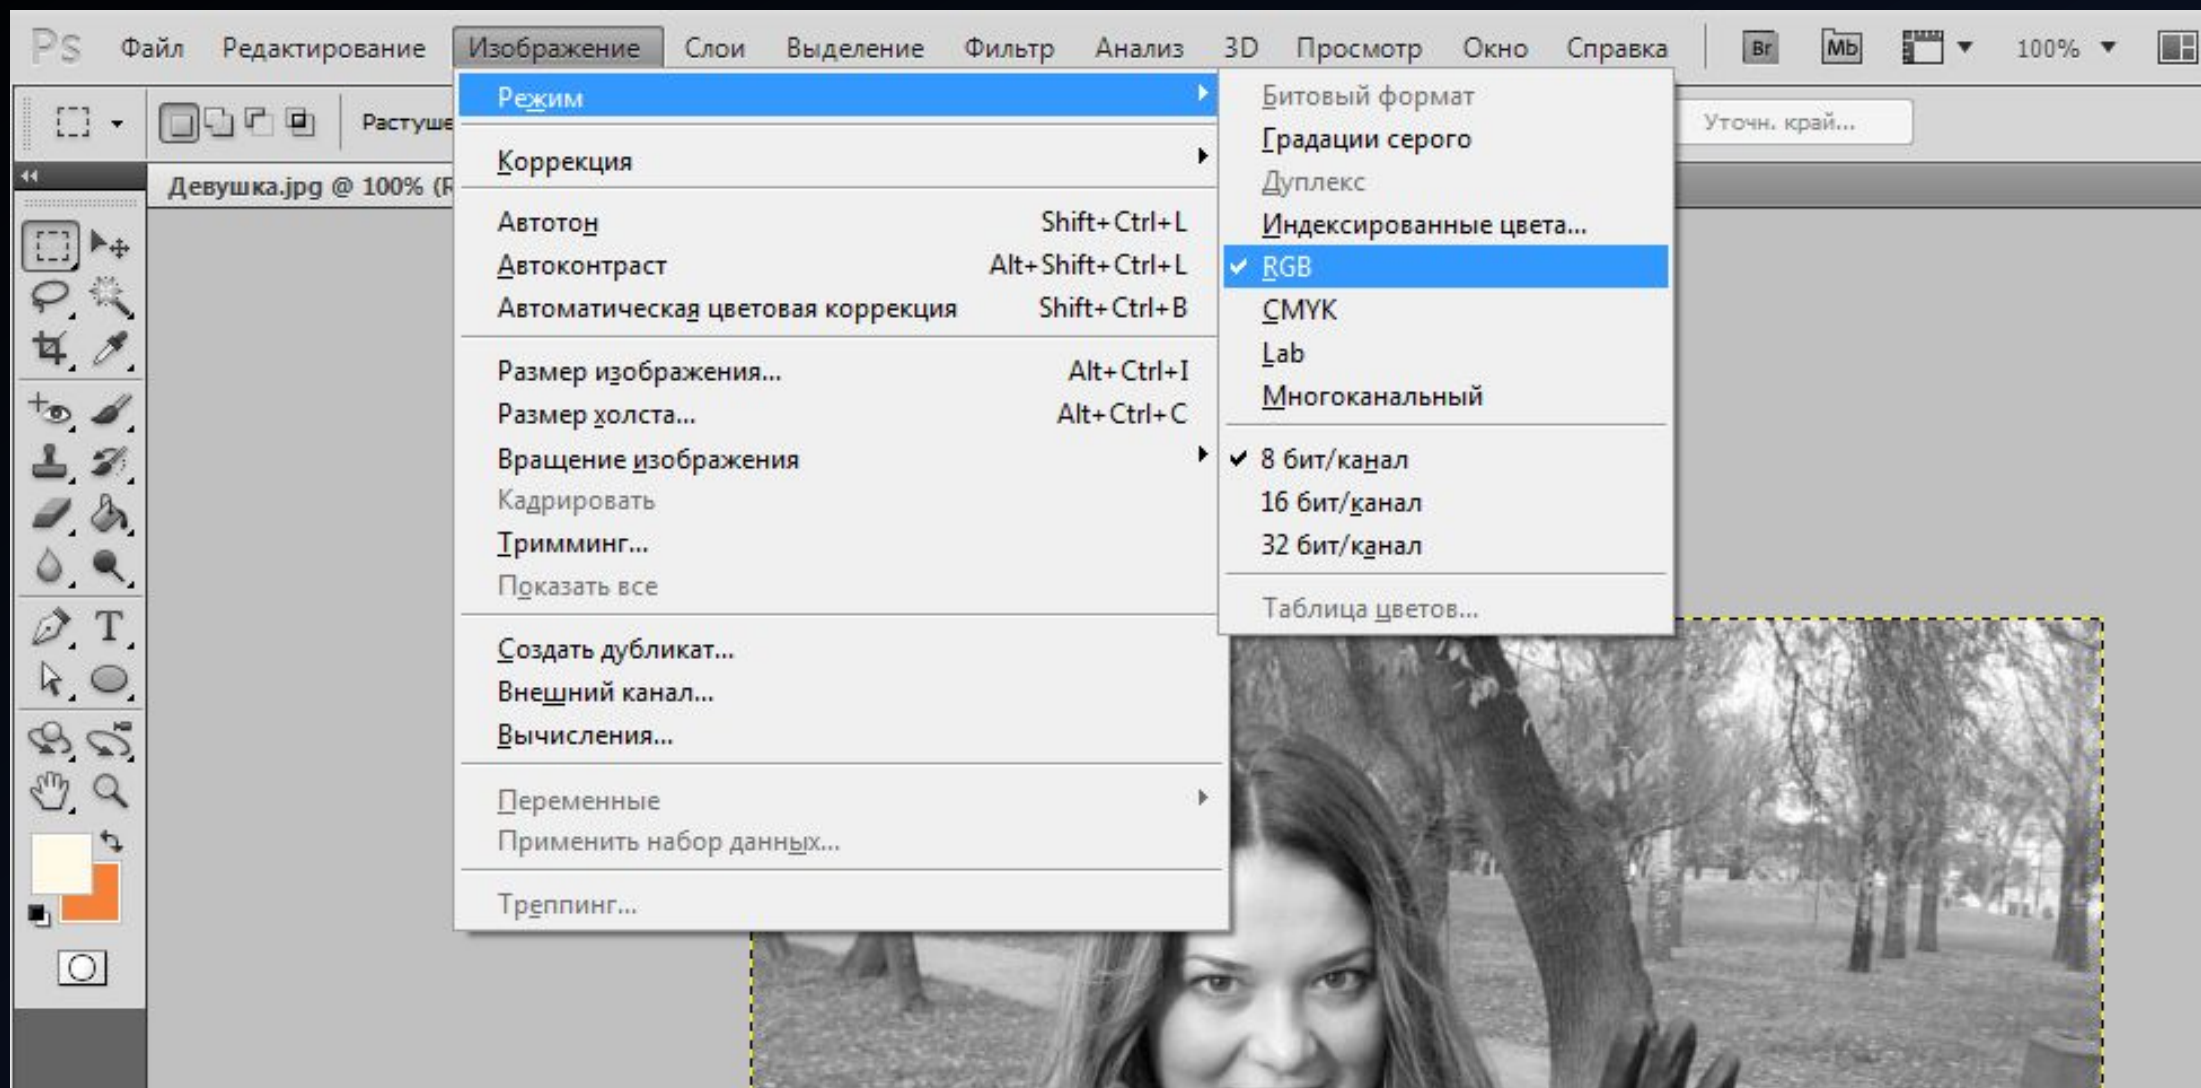 Ps Файл Редактирование Изображение Слои Выделение Фильтр Анализ 3D Просмотр Окно Справка Br Mb 100%
Уточн. край...
Девушка.jpg @ 100%
Режим
Коррекция
Автотон Shift+Ctrl+L
Автоконтраст Alt+Shift+Ctrl+L
Автоматическая цветовая коррекция Shift+Ctrl+B
Размер изображения... Alt+Ctrl+I
Размер холста... Alt+Ctrl+C
Вращение изображения
Кадрировать
Тримминг...
Показать все
Создать дубликат...
Внешний канал...
Вычисления...
Переменные
Применить набор данных...
Треппинг...
Битовый формат
Градации серого
Дуплекс
Индексированные цвета...
RGB
CMYK
Lab
Многоканальный
8 бит/канал
16 бит/канал
32 бит/канал
Таблица цветов...
T